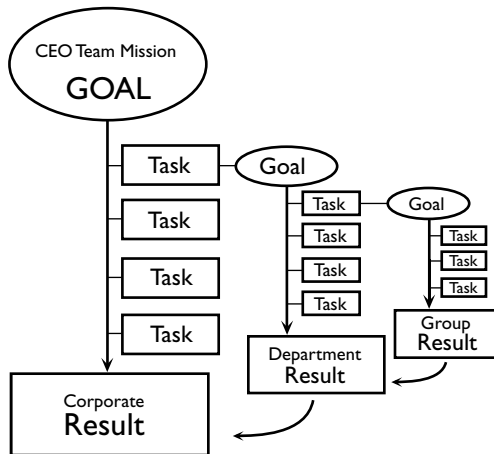 CEO Team Mission
GOAL
Task
Goal
Task
Goal
Task
Task
Task
Task
Task
Task
Task
Task
Task
Group
Result
Department
Result
Corporate
Result